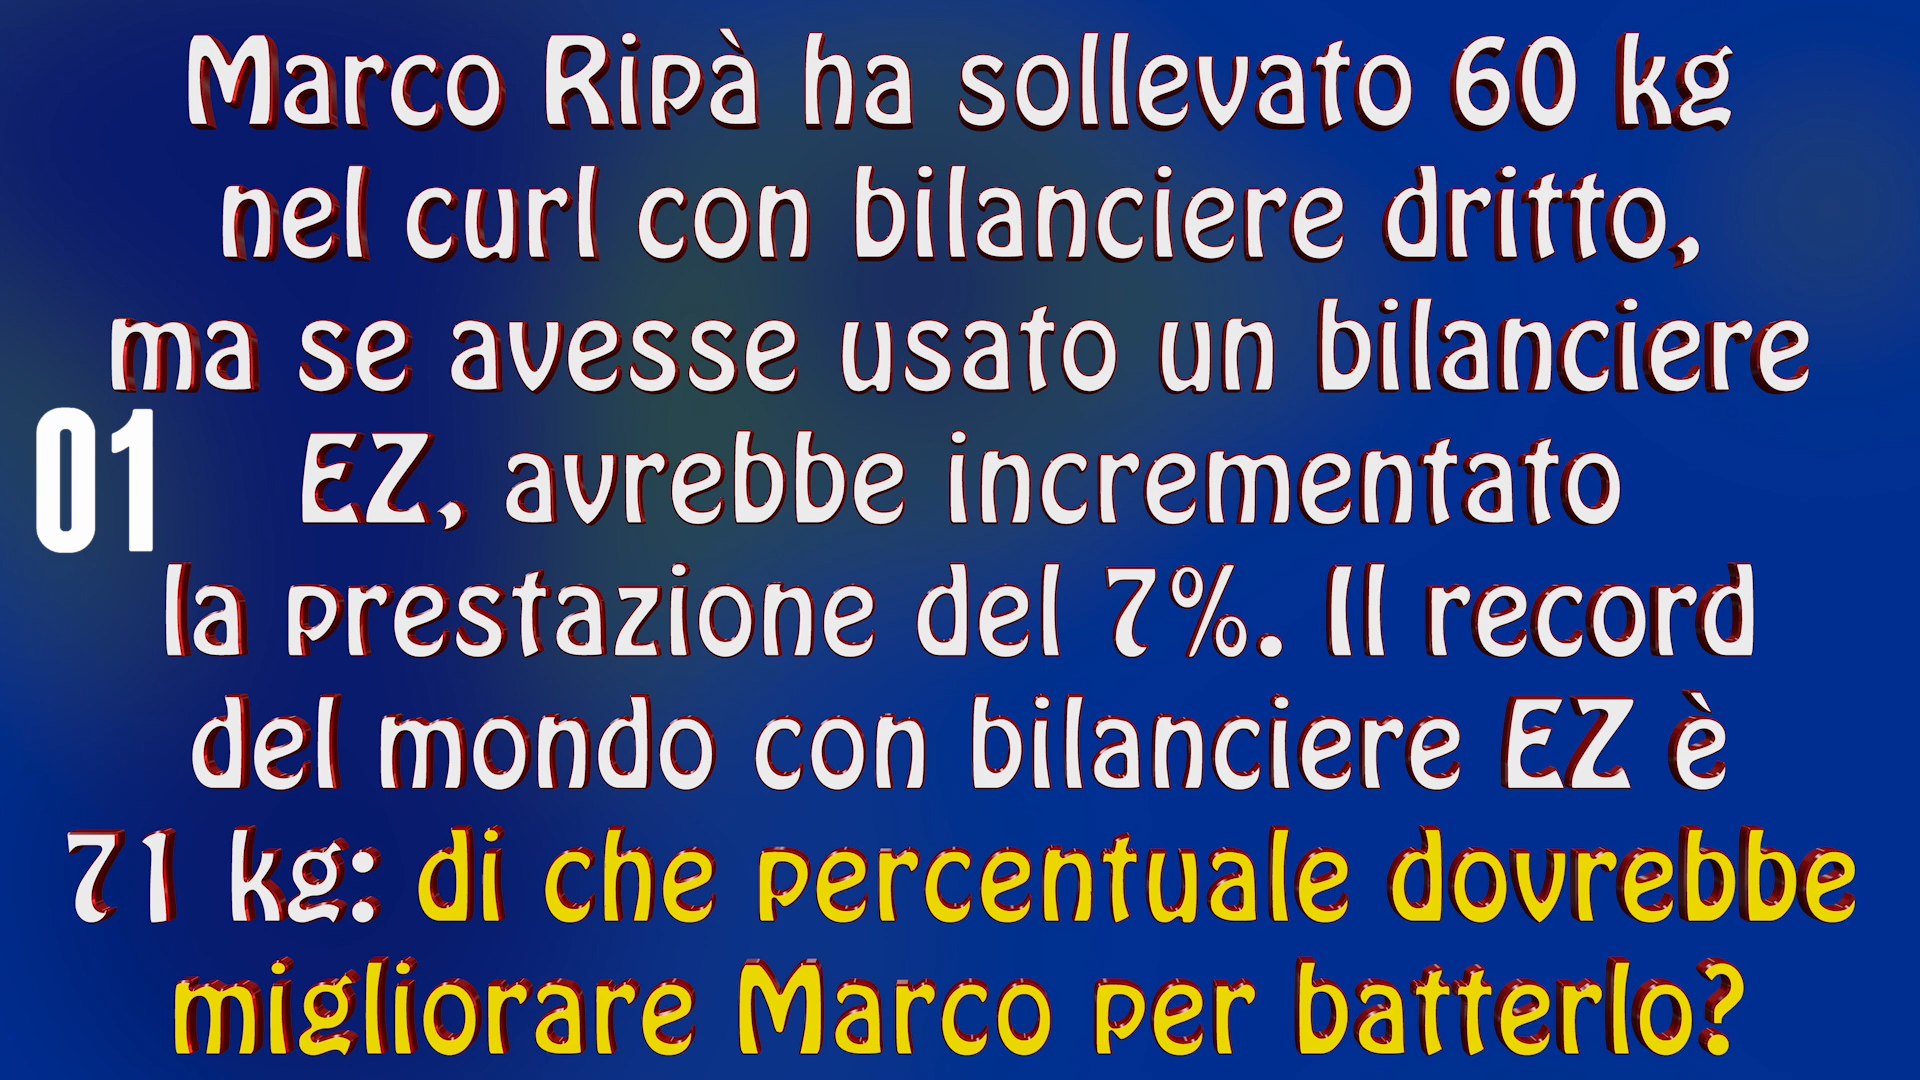 Marco Ripà ha sollevato 60 kg
nel curl con bilanciere dritto,
ma se avesse usato un bilanciere
01
EZ, avrebbe incrementato
la prestazione del 7%. Il record
del mondo con bilanciere EZ è
71 kg: di che percentuale dovrebbe
migliorare Marco per batterlo?